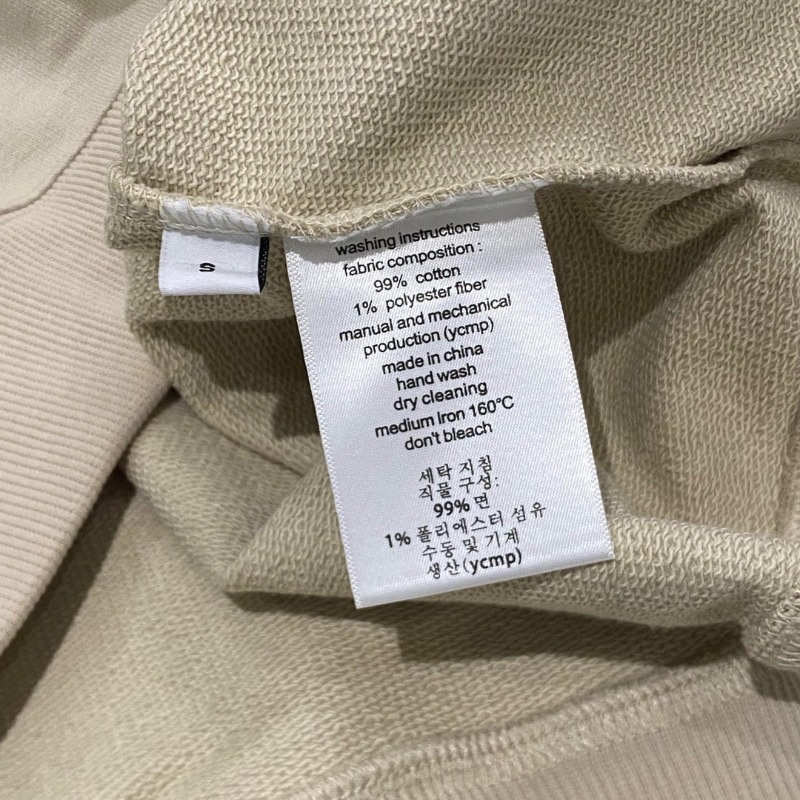 s
washing instructions
fabric composition :
99% cotton
1% polyester fiber
manual and mechanical
production (ycmp)
made in china
hand wash
dry cleaning
medium Iron 160°C
don't bleach
세탁 지침
직물 구성:
99% 면
1% 폴리에스터 섬유
수동 및 기계
생산(ycmp)